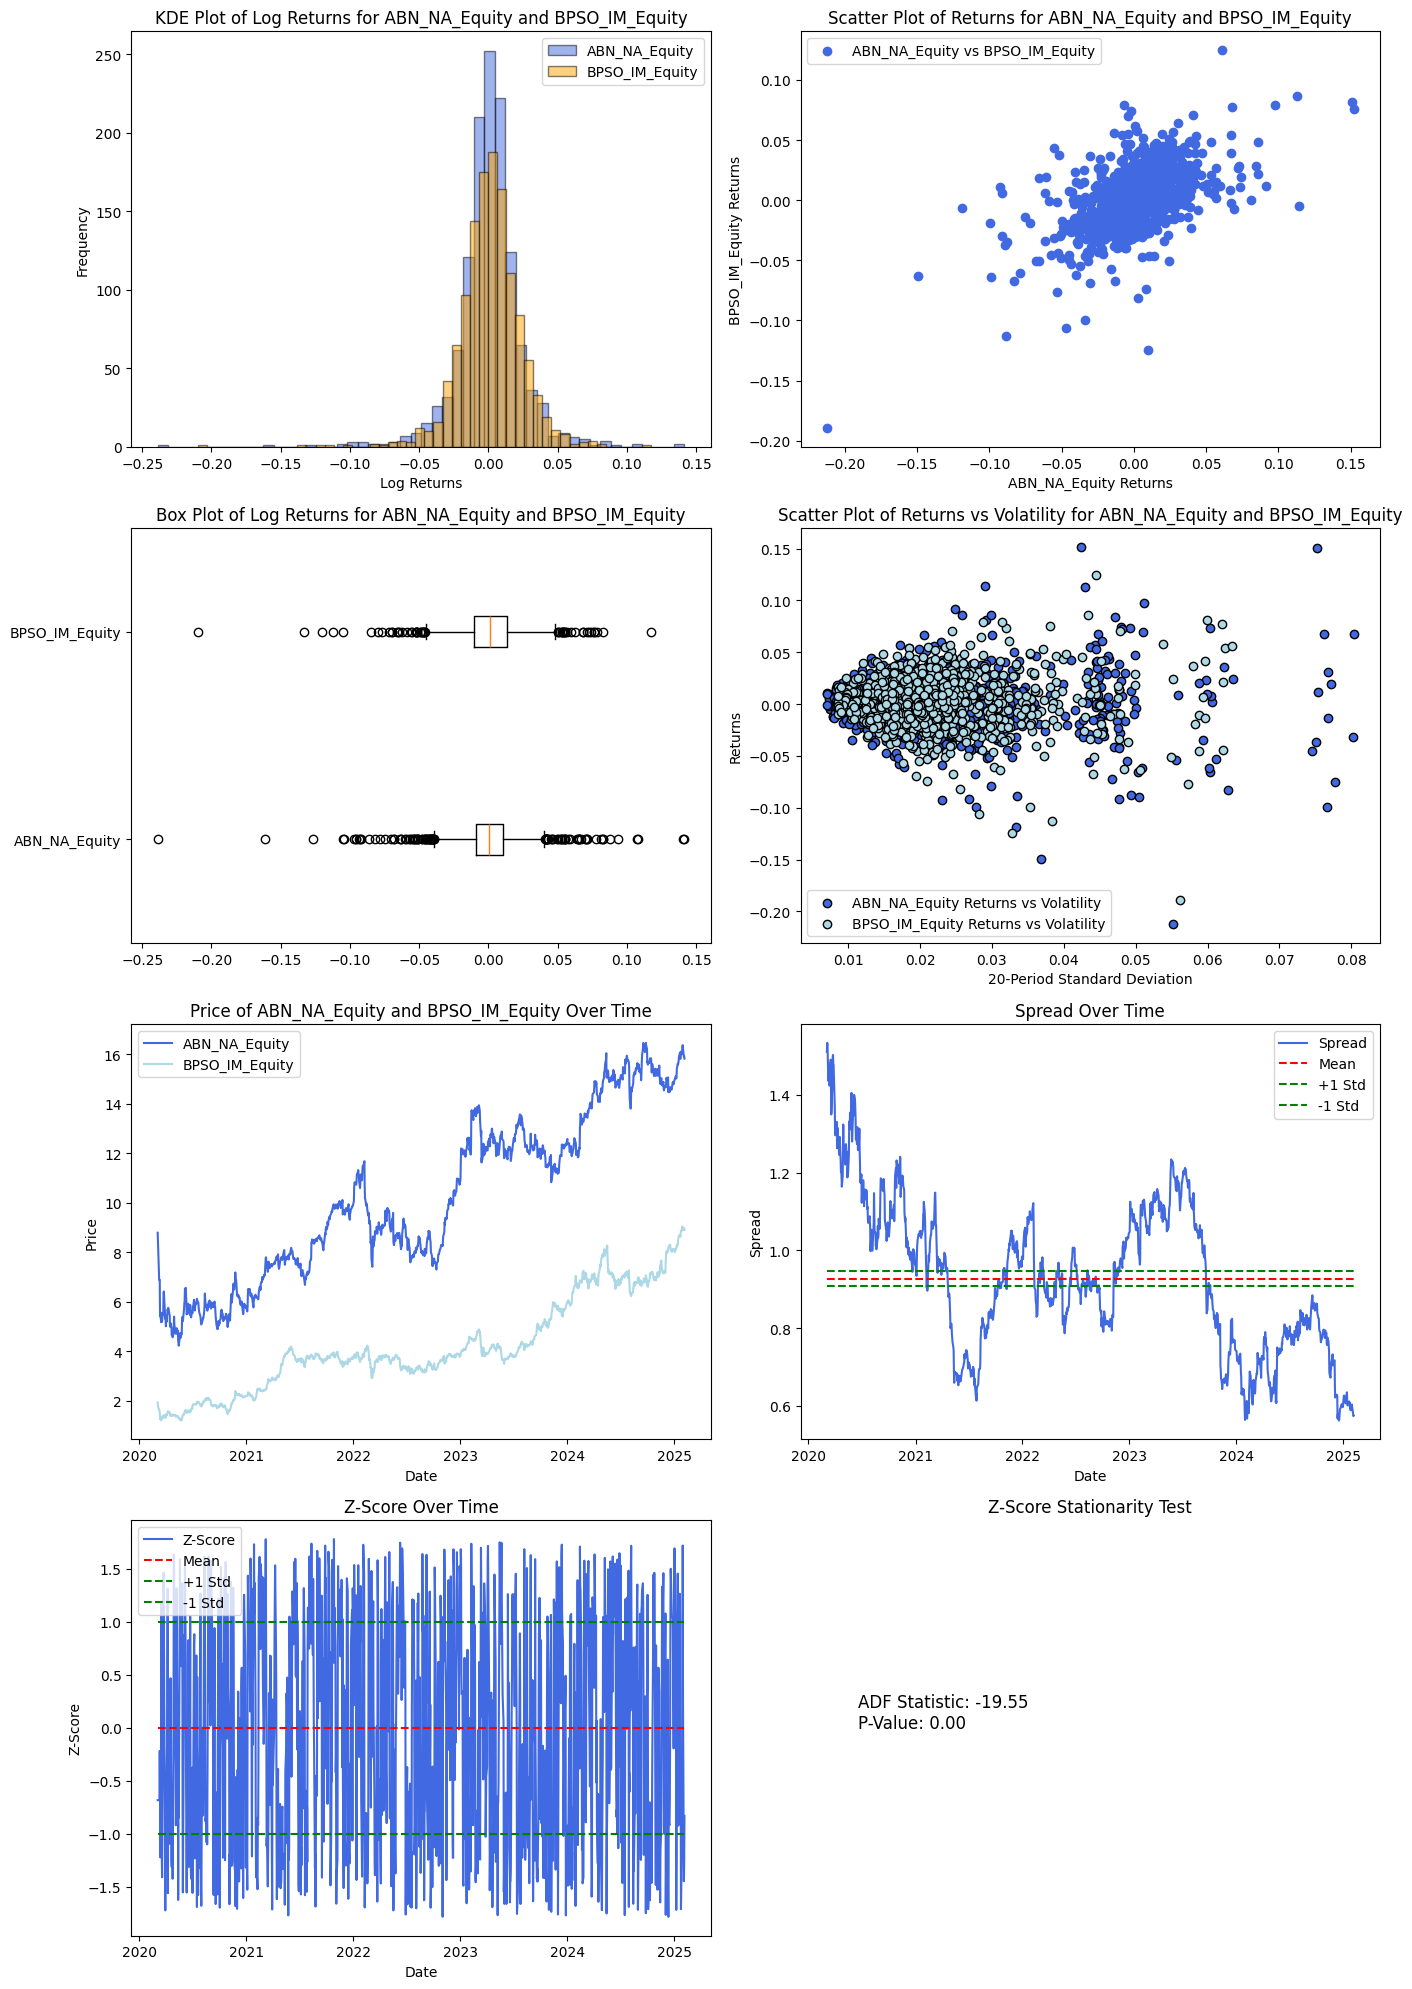 KDE Plot of Log Returns for ABN_NA_Equity and BPSO_IM_Equity
ABN_NA_Equity
BPSO_IM_Equity
250
200
150
100
50
0
Frequency
−0.25 −0.20 −0.15 −0.10 −0.05 0.00 0.05 0.10 0.15
Log Returns
Scatter Plot of Returns for ABN_NA_Equity and BPSO_IM_Equity
ABN_NA_Equity vs BPSO_IM_Equity
0.10
0.05
0.00
−0.05
−0.10
−0.15
−0.20
BPSO_IM_Equity Returns
−0.20 −0.15 −0.10 −0.05 0.00 0.05 0.10 0.15
ABN_NA_Equity Returns
Box Plot of Log Returns for ABN_NA_Equity and BPSO_IM_Equity
BPSO_IM_Equity
ABN_NA_Equity
−0.25 −0.20 −0.15 −0.10 −0.05 0.00 0.05 0.10 0.15
Scatter Plot of Returns vs Volatility for ABN_NA_Equity and BPSO_IM_Equity
0.15
0.10
0.05
0.00
−0.05
−0.10
−0.15
−0.20
Returns
ABN_NA_Equity Returns vs Volatility
BPSO_IM_Equity Returns vs Volatility
0.01 0.02 0.03 0.04 0.05 0.06 0.07 0.08
20-Period Standard Deviation
Price of ABN_NA_Equity and BPSO_IM_Equity Over Time
ABN_NA_Equity
BPSO_IM_Equity
16
14
12
10
8
6
4
2
Price
2020 2021 2022 2023 2024 2025
Date
Spread Over Time
Spread
Mean
+1 Std
-1 Std
1.4
1.2
1.0
0.8
0.6
Spread
2020 2021 2022 2023 2024 2025
Date
Z-Score Over Time
Z-Score
Mean
+1 Std
-1 Std
1.5
1.0
0.5
0.0
−0.5
−1.0
−1.5
Z-Score
2020 2021 2022 2023 2024 2025
Date
Z-Score Stationarity Test
ADF Statistic: -19.55
P-Value: 0.00